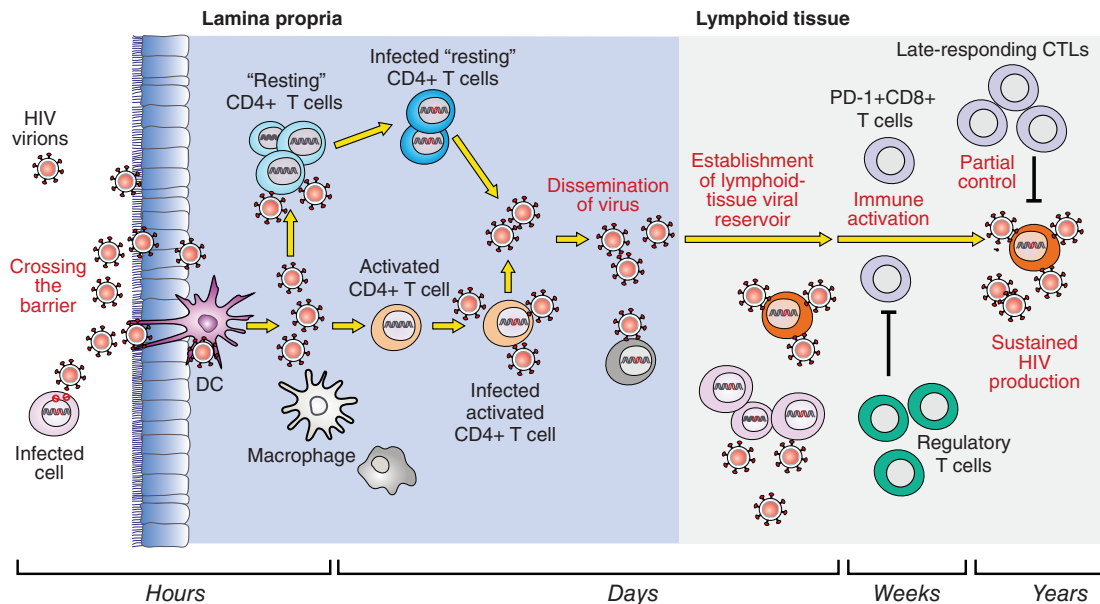 Lamina propria
Lymphoid tissue
HIV
virions
Crossing
the
barrier
Infected
cell
DC
"Resting"
CD4+ T cells
Infected "resting"
CD4+ T cells
Activated
CD4+ T cell
Macrophage
Infected
activated
CD4+ T cell
Dissemination
of virus
Establishment
of lymphoid-
tissue viral
reservoir
PD-1+CD8+
T cells
Immune
activation
Regulatory
T cells
Late-responding CTLs
Partial
control
Sustained
HIV
production
Hours
Days
Weeks
Years